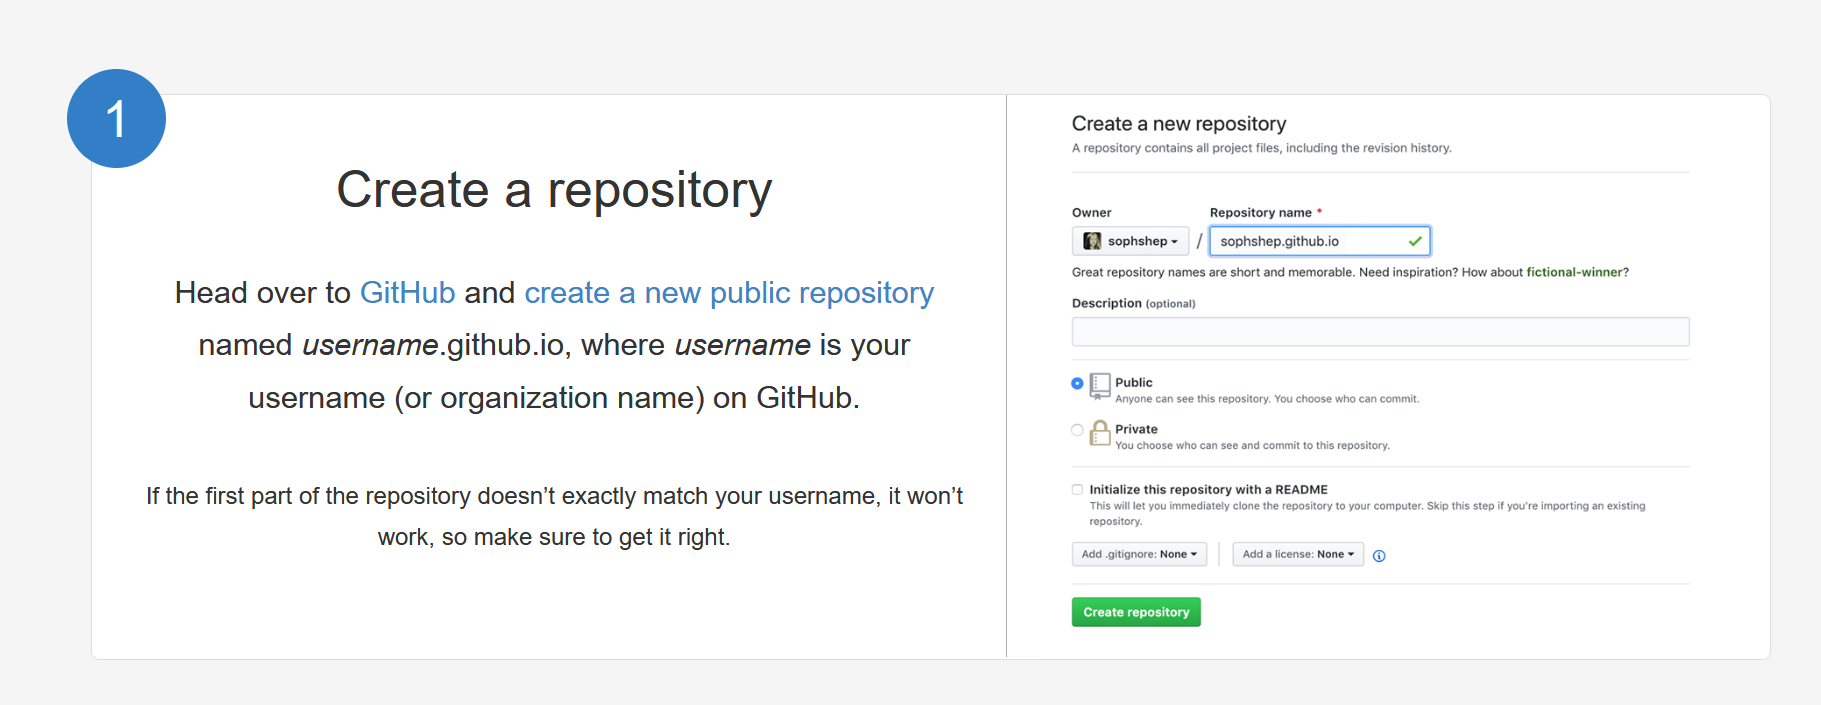 1
Create a repository
Head over to GitHub and create a new public repository
named username.github.io, where username is your
username (or organization name) on GitHub.
If the first part of the repository doesn’t exactly match your username, it won’t
work, so make sure to get it right.
Create a new repository
A repository contains all project files, including the revision history.
Owner
Repository name *
sophshep
/
sophshep.github.io
Great repository names are short and memorable. Need inspiration? How about fictional-winner?
Description (optional)
Public
Anyone can see this repository. You choose who can commit.
Private
You choose who can see and commit to this repository.
Initialize this repository with a README
This will let you immediately clone the repository to your computer. Skip this step if you're importing an existing
repository.
Add .gitignore: None
Add a license: None
Create repository